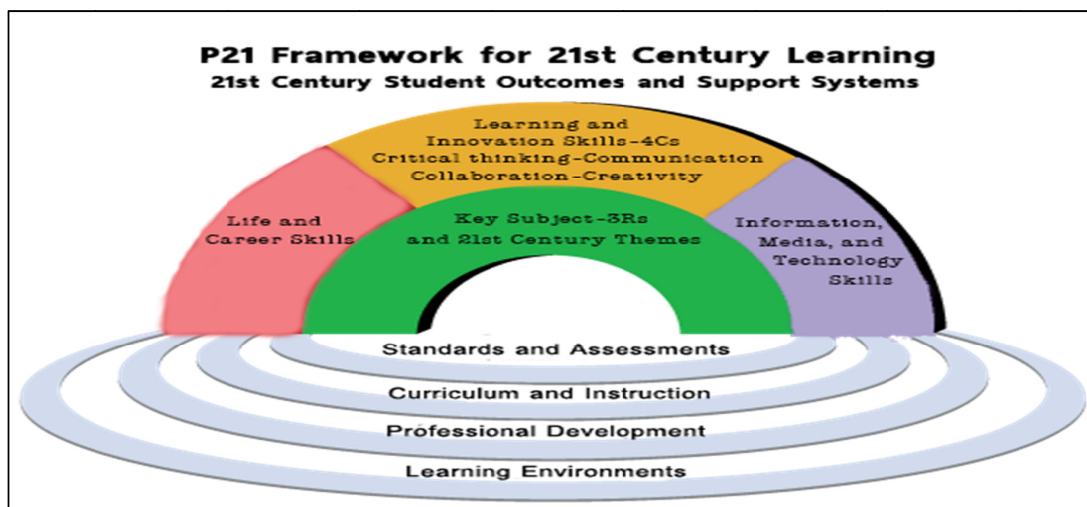 P21 Framework for 21st Century Learning
21st Century Student Outcomes and Support Systems
Learning and
Innovation Skills-4Cs
Critical thinking-Communication
Collaboration-Creativity
Life and
Career Skills
Key Subject-3Rs
and 21st Century Themes
Information,
Media, and
Technology
Skills
Standards and Assessments
Curriculum and Instruction
Professional Development
Learning Environments